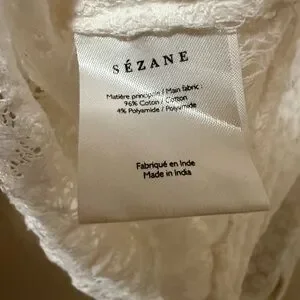 SÉZANE
Matière principale / Main fabric :
96% Coton / Cotton
4% Polyamide / Polyamide
Fabriqué en Inde
Made in India